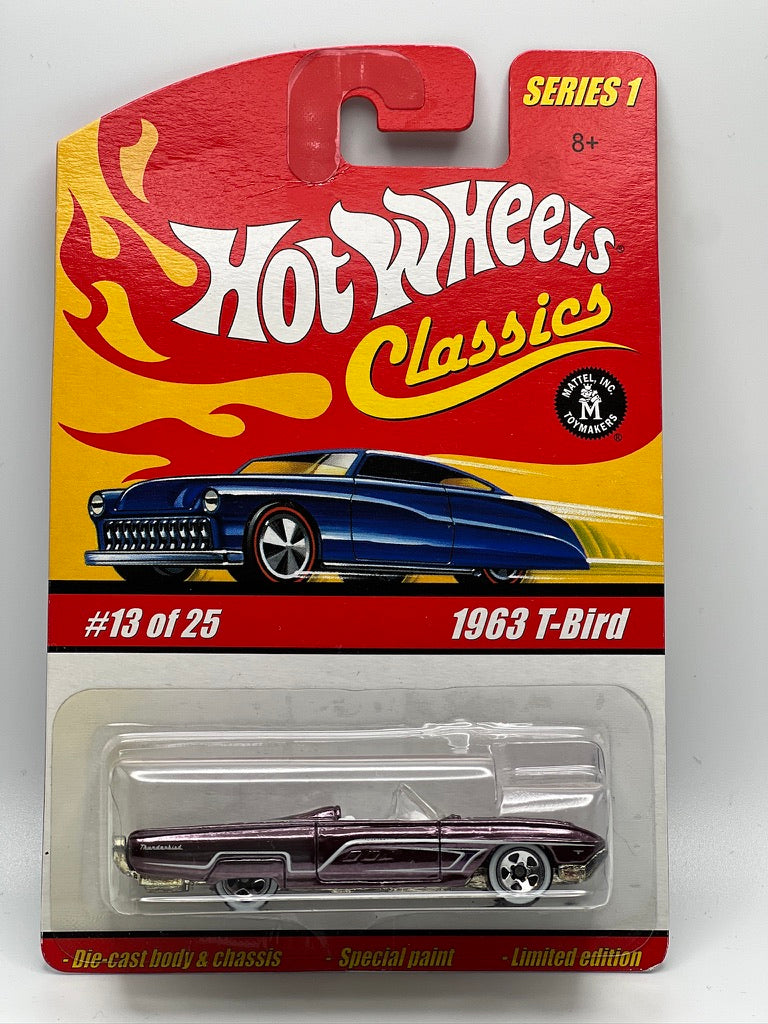 SERIES 1
8+
Hot Wheels
Classics
MATTEL, INC.
M
TOYMAKERS
®
#13 of 25
1963 T-Bird
Thunderbird
- Die-cast body & chassis - Special paint - Limited edition